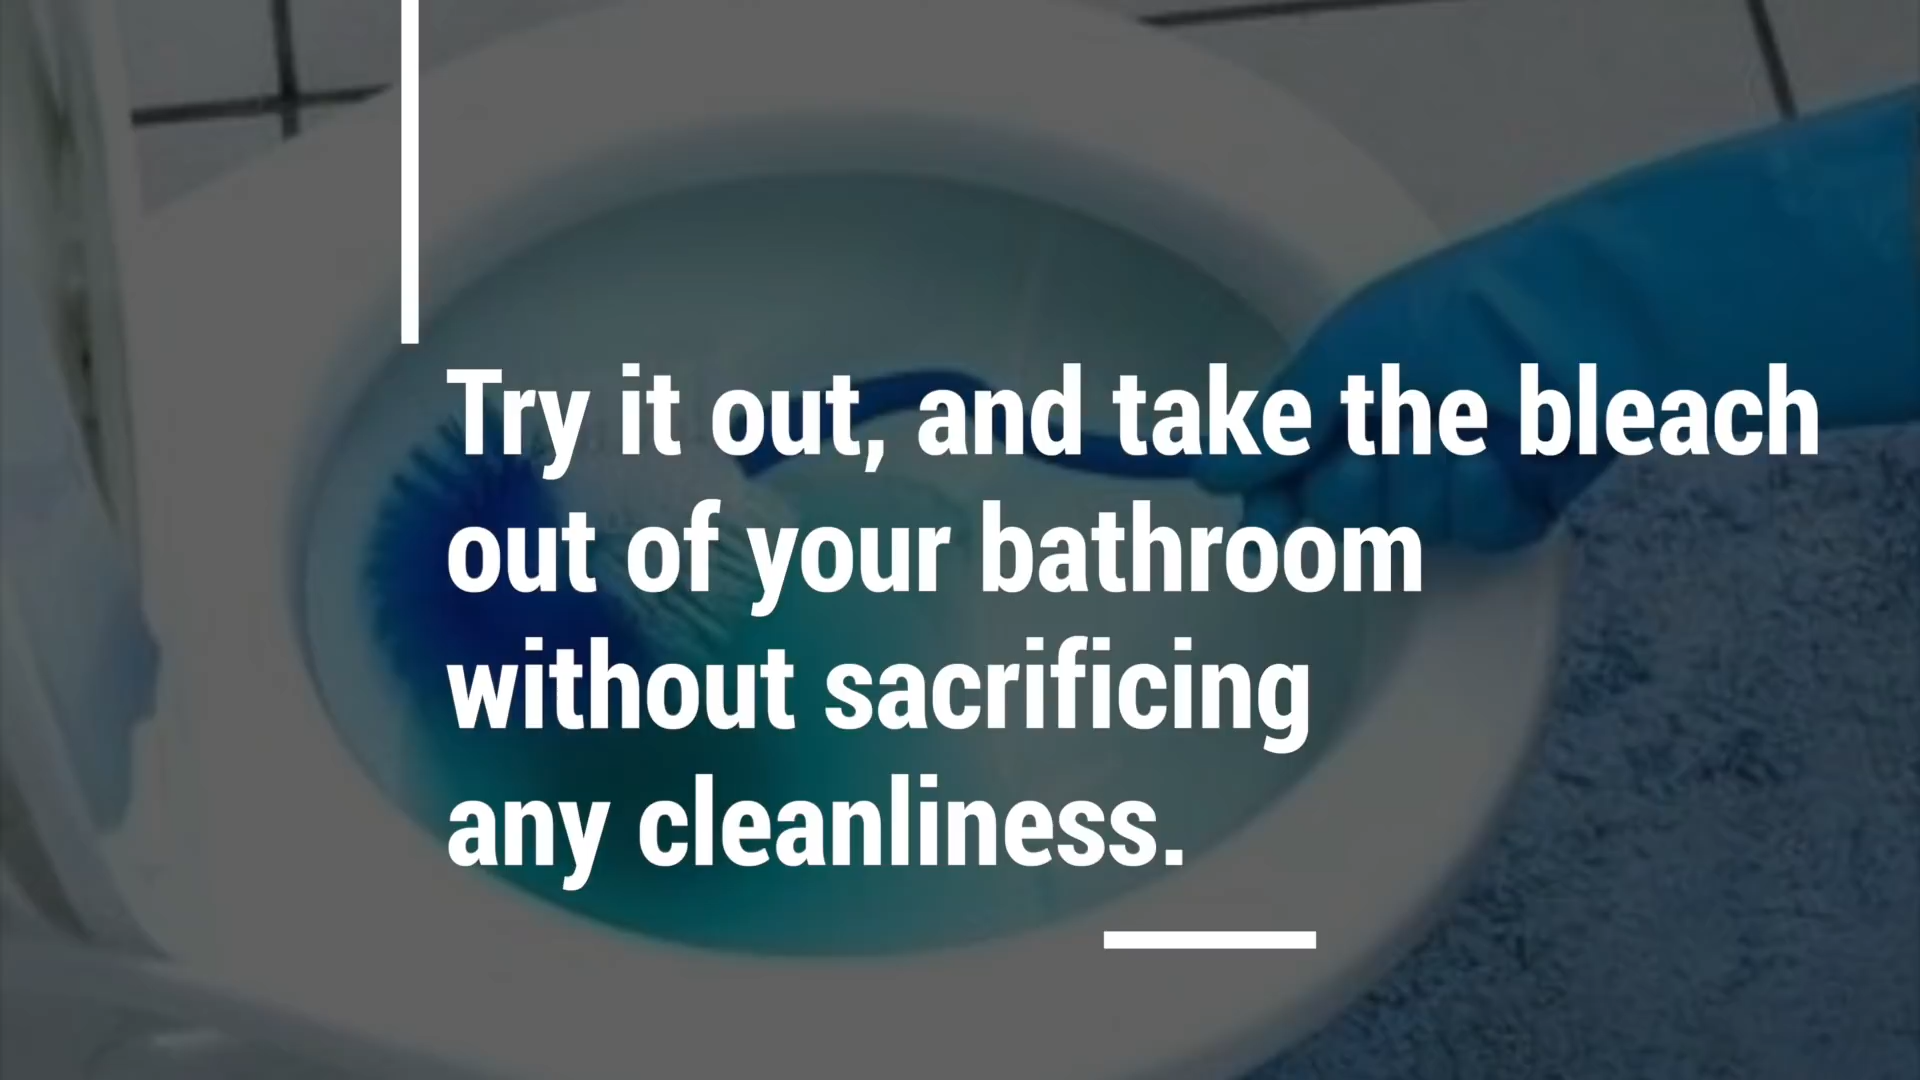 Try it out, and take the bleach
out of your bathroom
without sacrificing
any cleanliness.